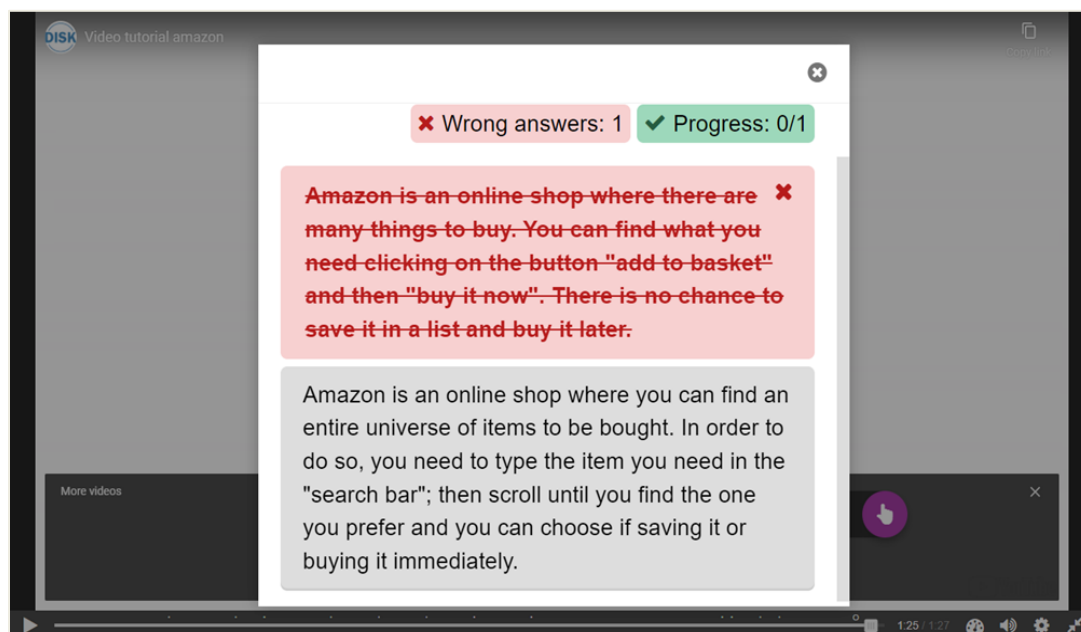 DISK Video tutorial amazon
Copy link
Wrong answers: 1 Progress: 0/1
Amazon is an online shop where there are
many things to buy. You can find what you
need clicking on the button "add to basket"
and then "buy it now". There is no chance to
save it in a list and buy it later.
Amazon is an online shop where you can find an
entire universe of items to be bought. In order to
do so, you need to type the item you need in the
"search bar"; then scroll until you find the one
you prefer and you can choose if saving it or
buying it immediately.
More videos
1:25 / 1:27